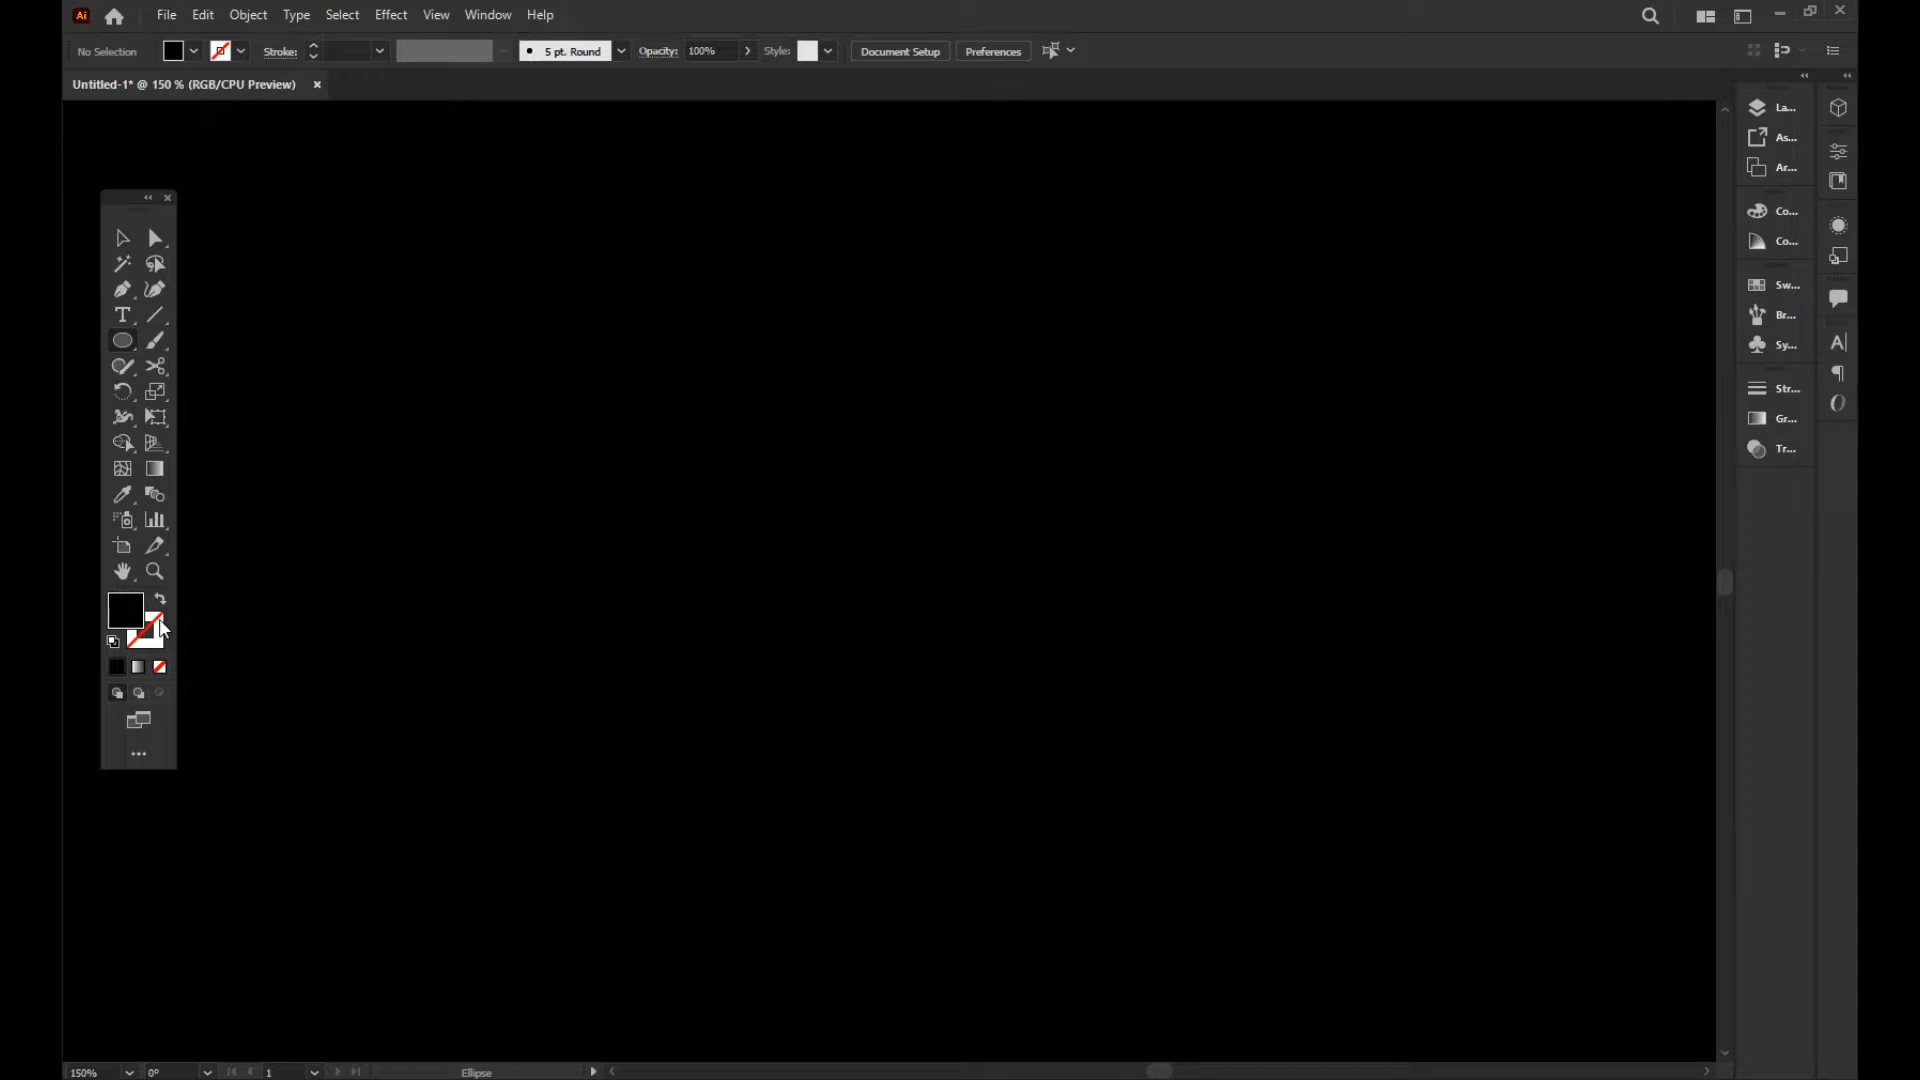 Ai File Edit Object Type Select Effect View Window Help
No Selection Stroke: 5 pt. Round Opacity: 100% Style: Document Setup Preferences
Untitled-1* @ 150 % (RGB/CPU Preview)
La...
As...
Ar...
Co...
Co...
Sw...
Br...
Sy...
Str...
Gr...
Tr...
150% 0° 1 Ellipse